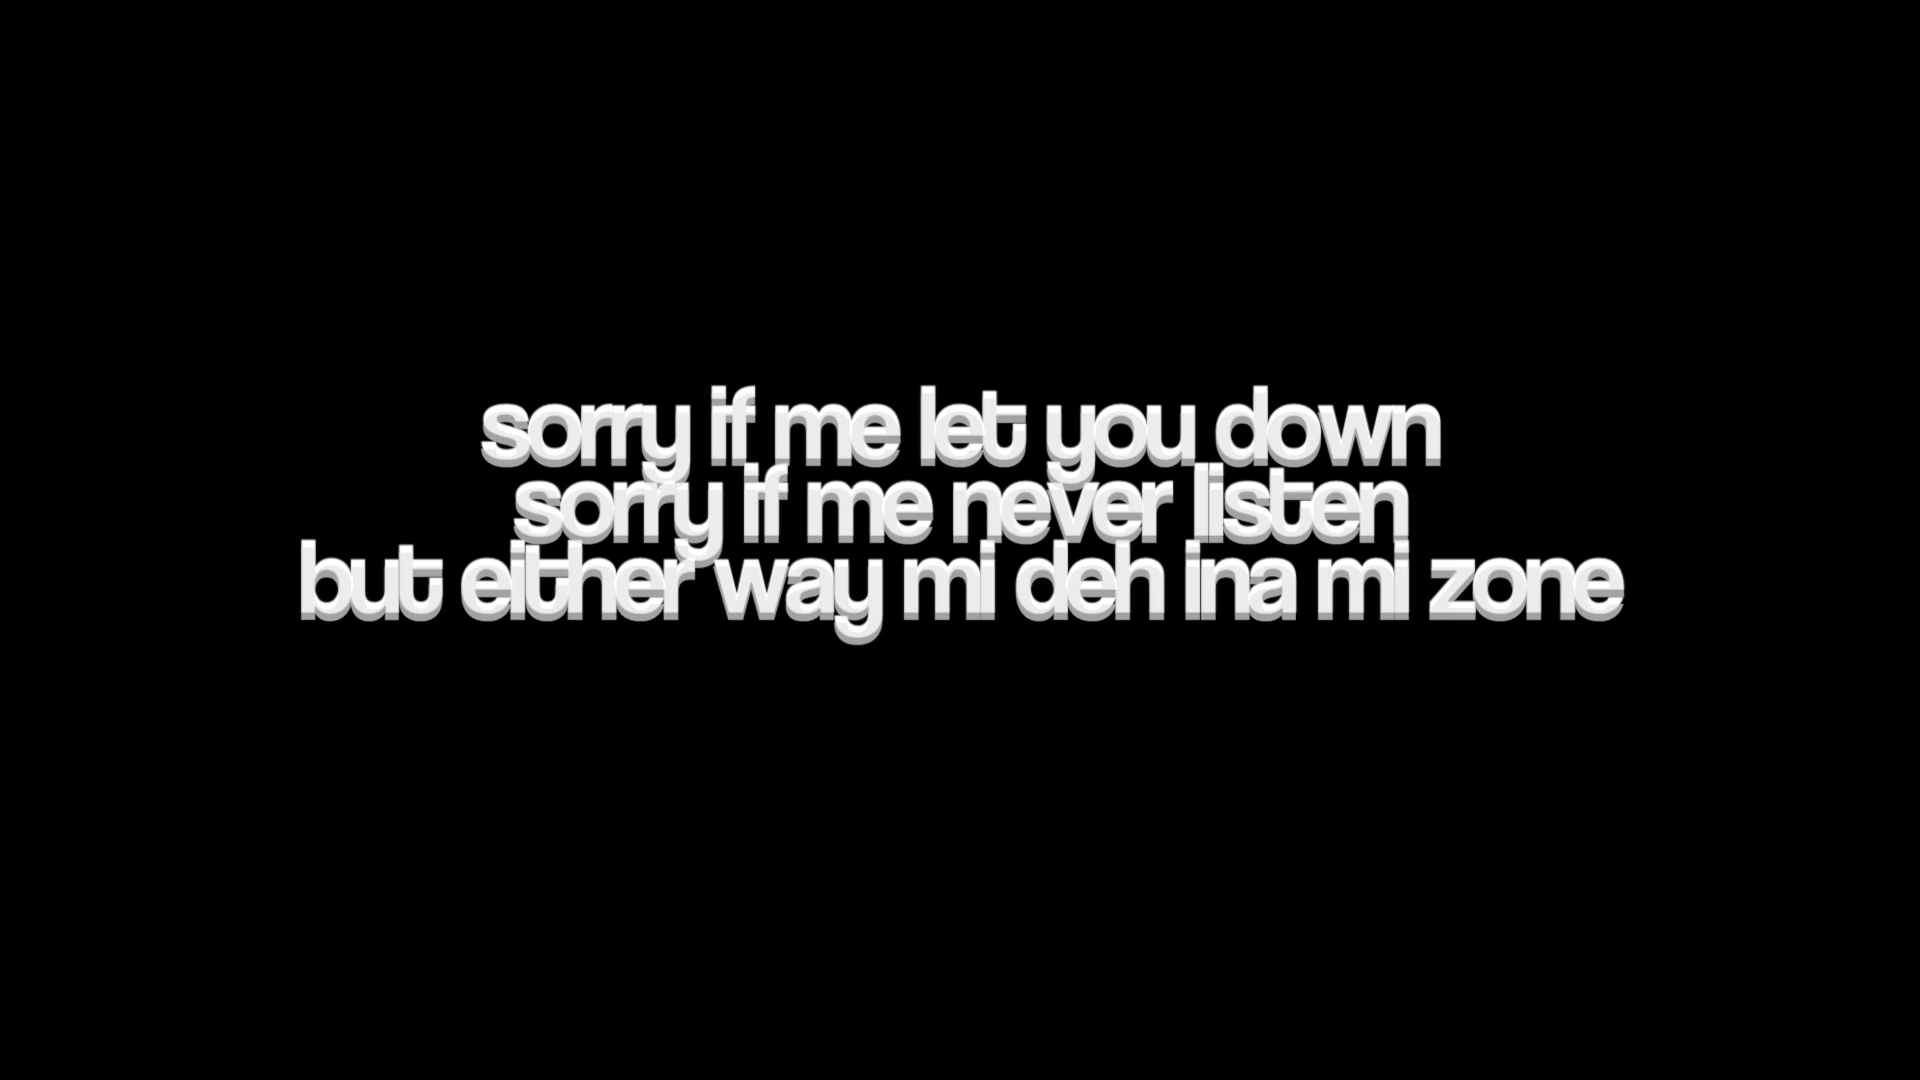 sorry if me let you down
sorry if me never listen
but either way mi deh ina mi zone